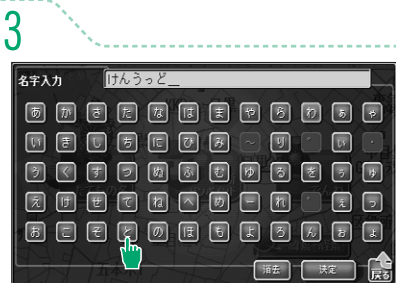 3
名字入力 けんうっど_
あ か さ た な は ま や ら わ ぁ ゃ
い き し ち に ひ み ～ り ゛ ぃ ・
う く す つ ぬ ふ む ゆ る を ぅ ゅ
え け せ て ね へ め ー れ ゜ ぇ っ
お こ そ と の ほ も よ ろ ん ぉ ょ
消去 決定 戻る